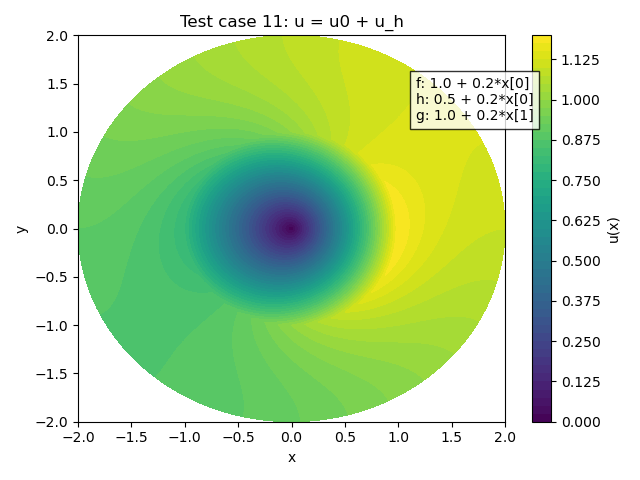 Test case 11: u = u0 + u_h
f: 1.0 + 0.2*x[0]
h: 0.5 + 0.2*x[0]
g: 1.0 + 0.2*x[1]
2.0
1.5
1.0
0.5
0.0
−0.5
−1.0
−1.5
−2.0
y
−2.0 −1.5 −1.0 −0.5 0.0 0.5 1.0 1.5 2.0
x
1.125
1.000
0.875
0.750
0.625
0.500
0.375
0.250
0.125
0.000
u(x)